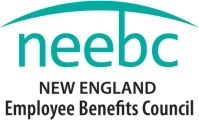 neebc
NEW ENGLAND
Employee Benefits Council